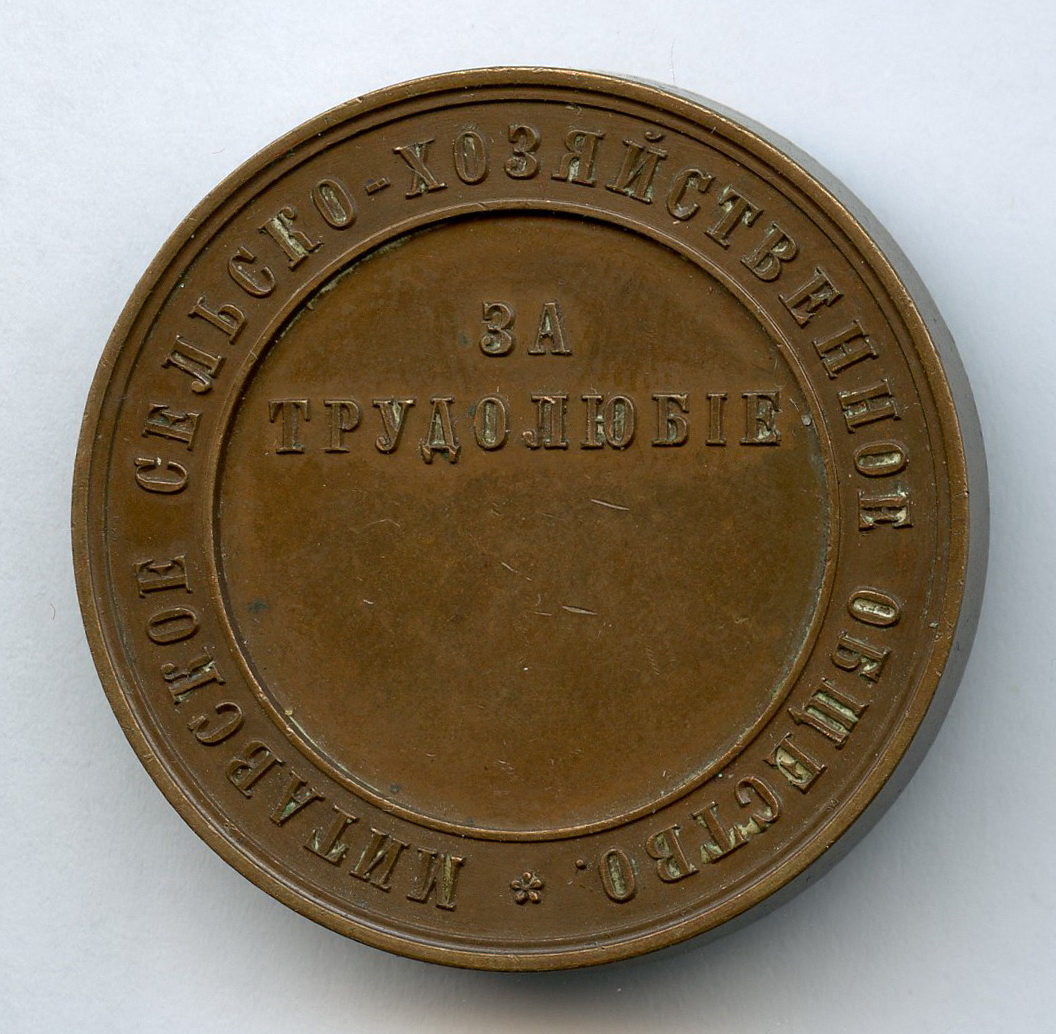 МИТАВСКОЕ СЕЛЬСКО-ХОЗЯЙСТВЕННОЕ ОБЩЕСТВО.
ЗА
ТРУДОЛЮБІЕ